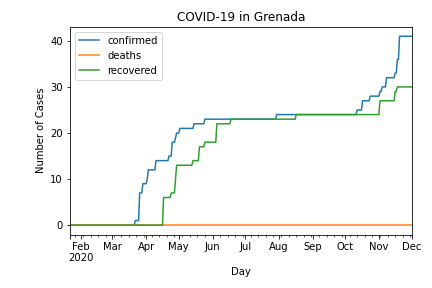 COVID-19 in Grenada
confirmed
deaths
recovered
Number of Cases
40
30
20
10
0
Feb Mar Apr May Jun Jul Aug Sep Oct Nov Dec
2020
Day